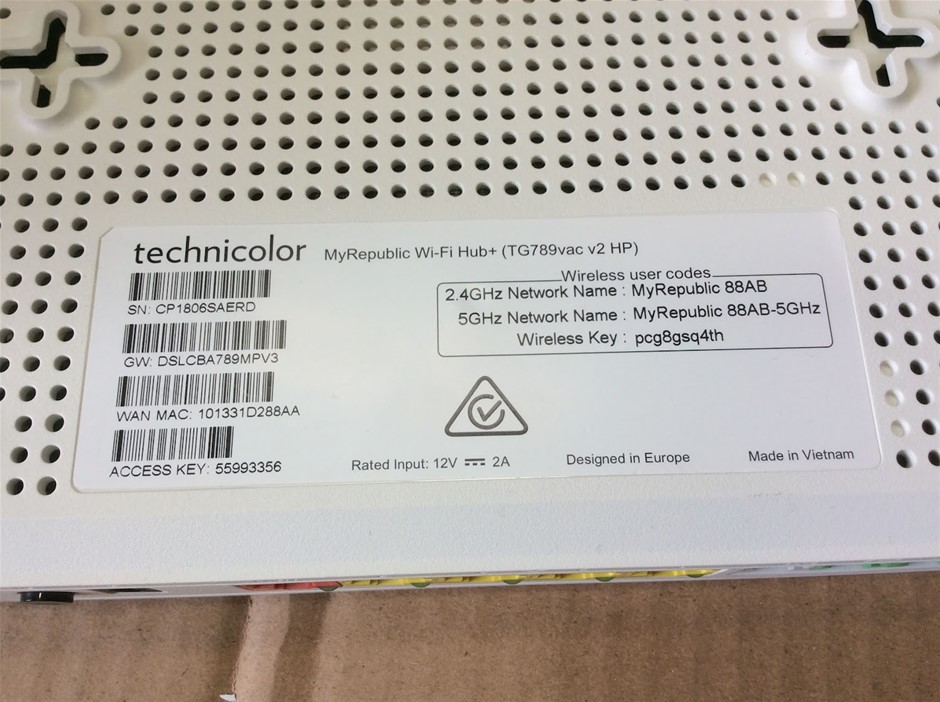 technicolor MyRepublic Wi-Fi Hub+ (TG789vac v2 HP)
SN: CP1806SAERD
GW: DSLCBA789MPV3
WAN MAC: 101331D288AA
ACCESS KEY: 55993356
Wireless user codes
2.4GHz Network Name : MyRepublic 88AB
5GHz Network Name : MyRepublic 88AB-5GHz
Wireless Key : pcg8gsq4th
Rated Input: 12V 2A
Designed in Europe
Made in Vietnam